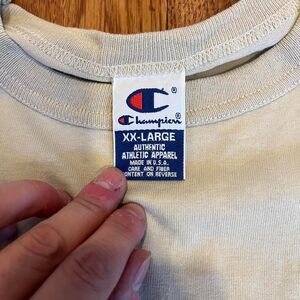 Champion
XX-LARGE
AUTHENTIC
ATHLETIC APPAREL
MADE IN U.S.A.
CARE AND FIBER
CONTENT ON REVERSE